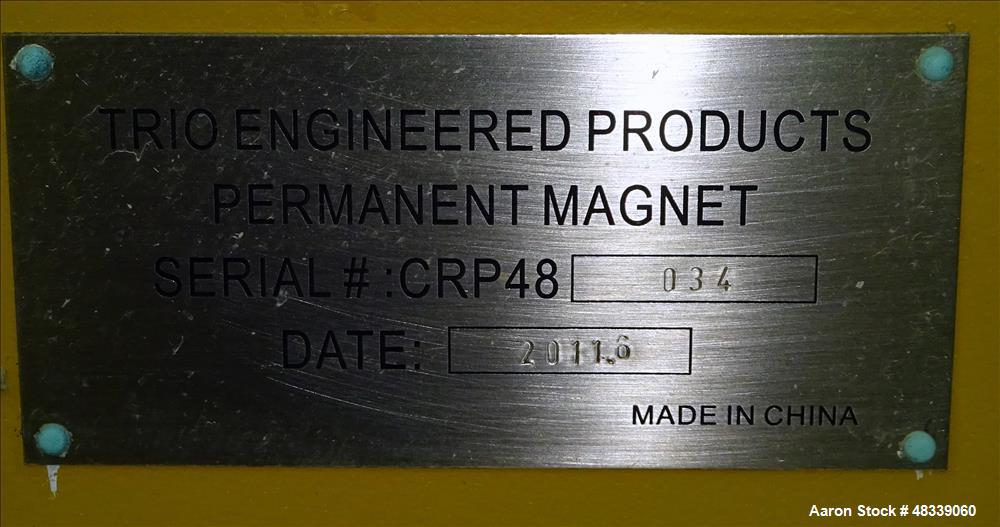 TRIO ENGINEERED PRODUCTS
PERMANENT MAGNET
SERIAL # : CRP48 034
DATE: 2011.6
MADE IN CHINA
Aaron Stock # 48339060